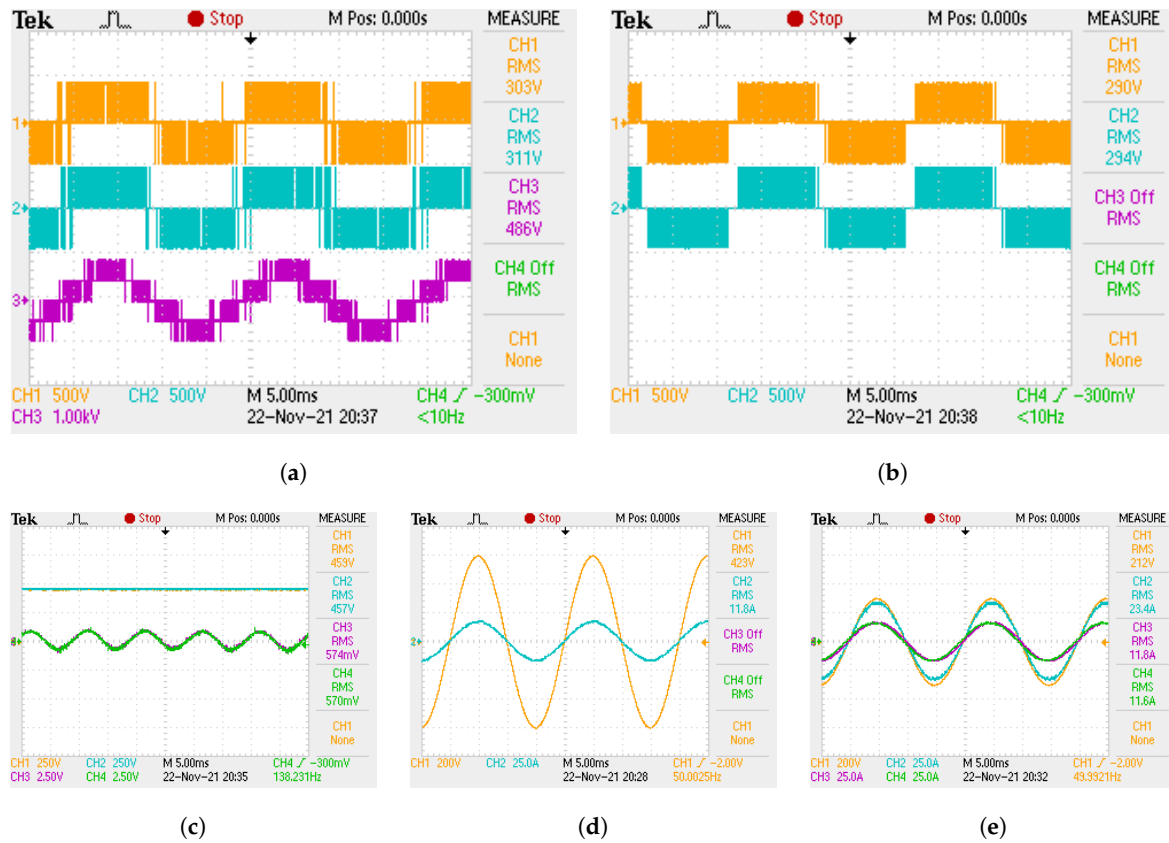 Tek Stop M Pos: 0.000s MEASURE
CH1
RMS
303V
1
CH2
RMS
311V
2
CH3
RMS
486V
3
CH4 Off
RMS
CH1
None
CH1 500V CH2 500V M 5.00ms CH4 -300mV
CH3 1.00kV 22-Nov-21 20:37 <10Hz
(a)
Tek Stop M Pos: 0.000s MEASURE
CH1
RMS
290V
1
CH2
RMS
294V
2
CH3 Off
RMS
CH4 Off
RMS
CH1
None
CH1 500V CH2 500V M 5.00ms CH4 -300mV
22-Nov-21 20:38 <10Hz
(b)
Tek Stop M Pos: 0.000s MEASURE
CH1
RMS
459V
CH2
RMS
457V
CH3
RMS
574mV
CH4
RMS
570mV
CH1
None
CH1 250V CH2 250V M 5.00ms CH4 -300mV
CH3 2.50V CH4 2.50V 22-Nov-21 20:35 138.231Hz
(c)
Tek Stop M Pos: 0.000s MEASURE
CH1
RMS
423V
CH2
RMS
11.8A
2
CH3 Off
RMS
CH4 Off
RMS
CH1
None
CH1 200V CH2 25.0A M 5.00ms CH1 -2.00V
22-Nov-21 20:28 50.0025Hz
(d)
Tek Stop M Pos: 0.000s MEASURE
CH1
RMS
212V
CH2
RMS
23.4A
CH3
RMS
11.8A
CH4
RMS
11.6A
CH1
None
CH1 200V CH2 25.0A M 5.00ms CH1 -2.00V
CH3 25.0A CH4 25.0A 22-Nov-21 20:32 49.9921Hz
(e)